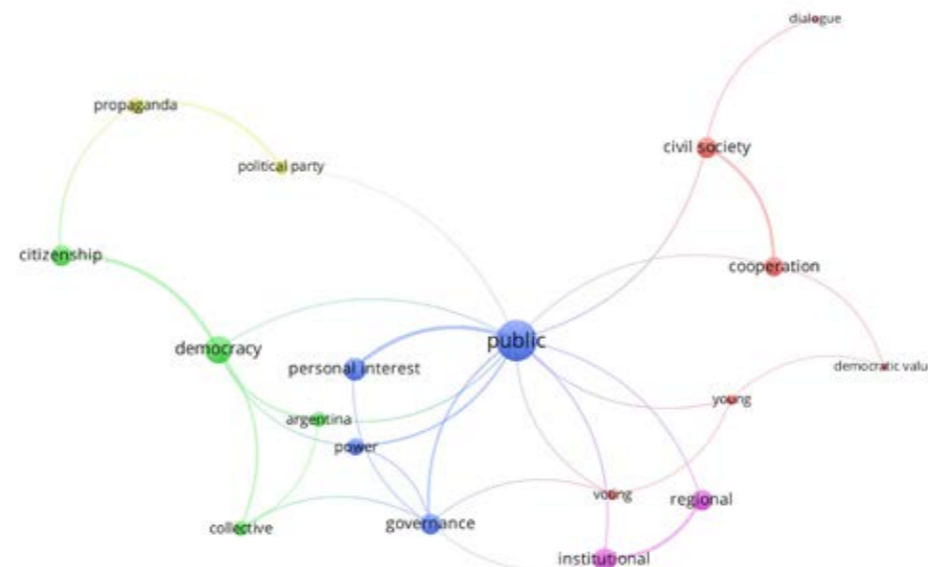 dialogue
propaganda
civil society
political party
citizenship
cooperation
public
democracy
personal interest
democratic valu
young
argentina
power
voting
regional
governance
collective
institutional